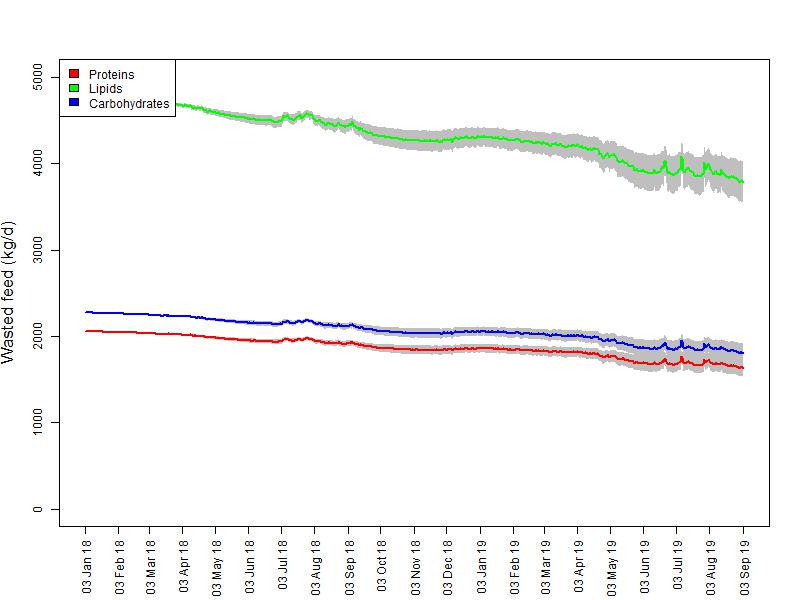 Proteins
Lipids
Carbohydrates
Wasted feed (kg/d)
5000
4000
3000
2000
1000
0
03 Jan 18
03 Feb 18
03 Mar 18
03 Apr 18
03 May 18
03 Jun 18
03 Jul 18
03 Aug 18
03 Sep 18
03 Oct 18
03 Nov 18
03 Dec 18
03 Jan 19
03 Feb 19
03 Mar 19
03 Apr 19
03 May 19
03 Jun 19
03 Jul 19
03 Aug 19
03 Sep 19